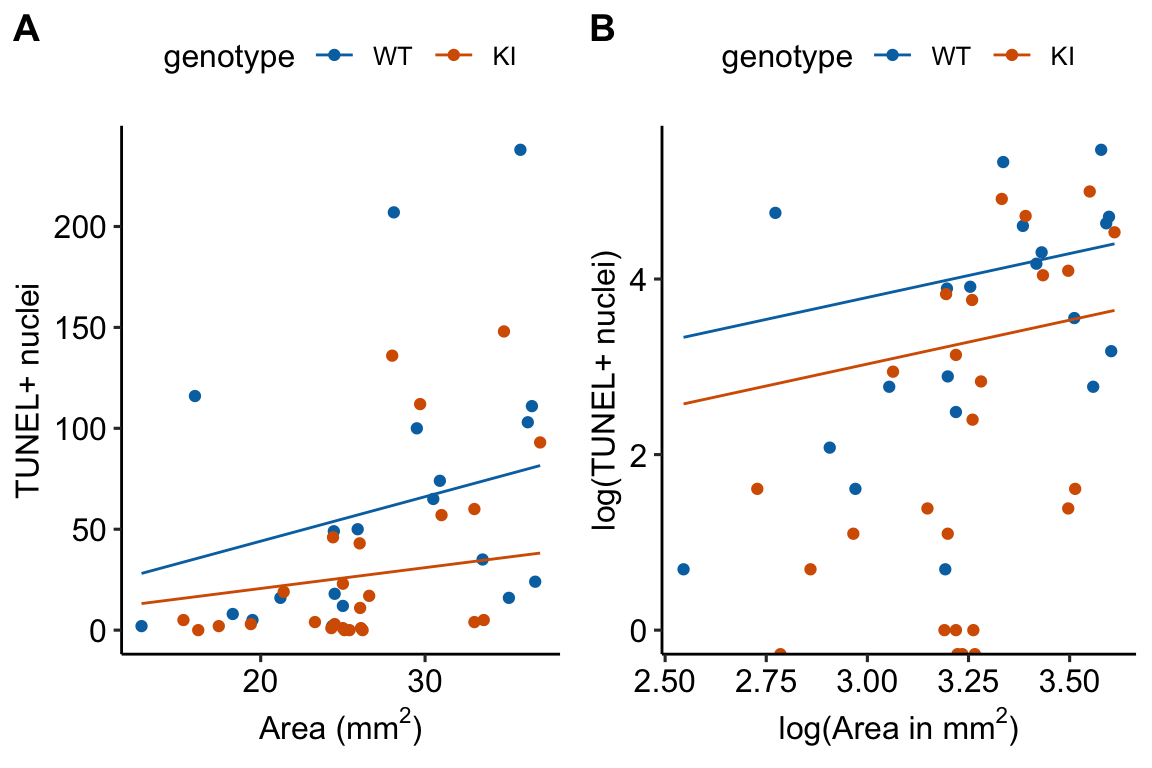 A
genotype WT KI
TUNEL+ nuclei
200
150
100
50
0
20 30
Area (mm²)
B
genotype WT KI
log(TUNEL+ nuclei)
4
2
0
2.50 2.75 3.00 3.25 3.50
log(Area in mm²)